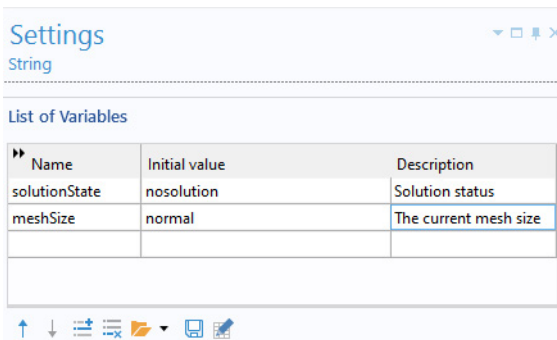 Settings
String
List of Variables
Name Initial value Description
solutionState nosolution Solution status
meshSize normal The current mesh size